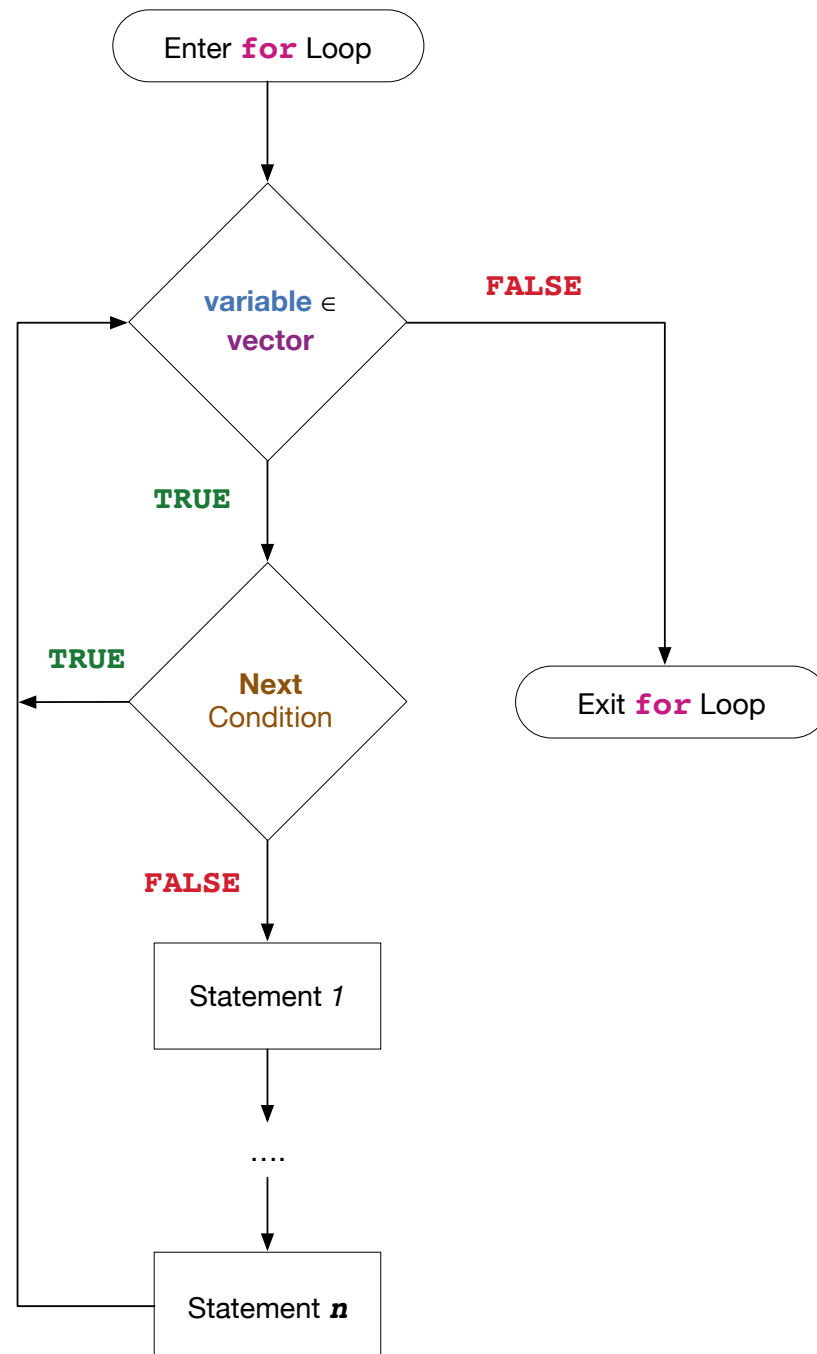 Enter for Loop
variable ∈
vector
FALSE
TRUE
TRUE
Next
Condition
Exit for Loop
FALSE
Statement 1
....
Statement n